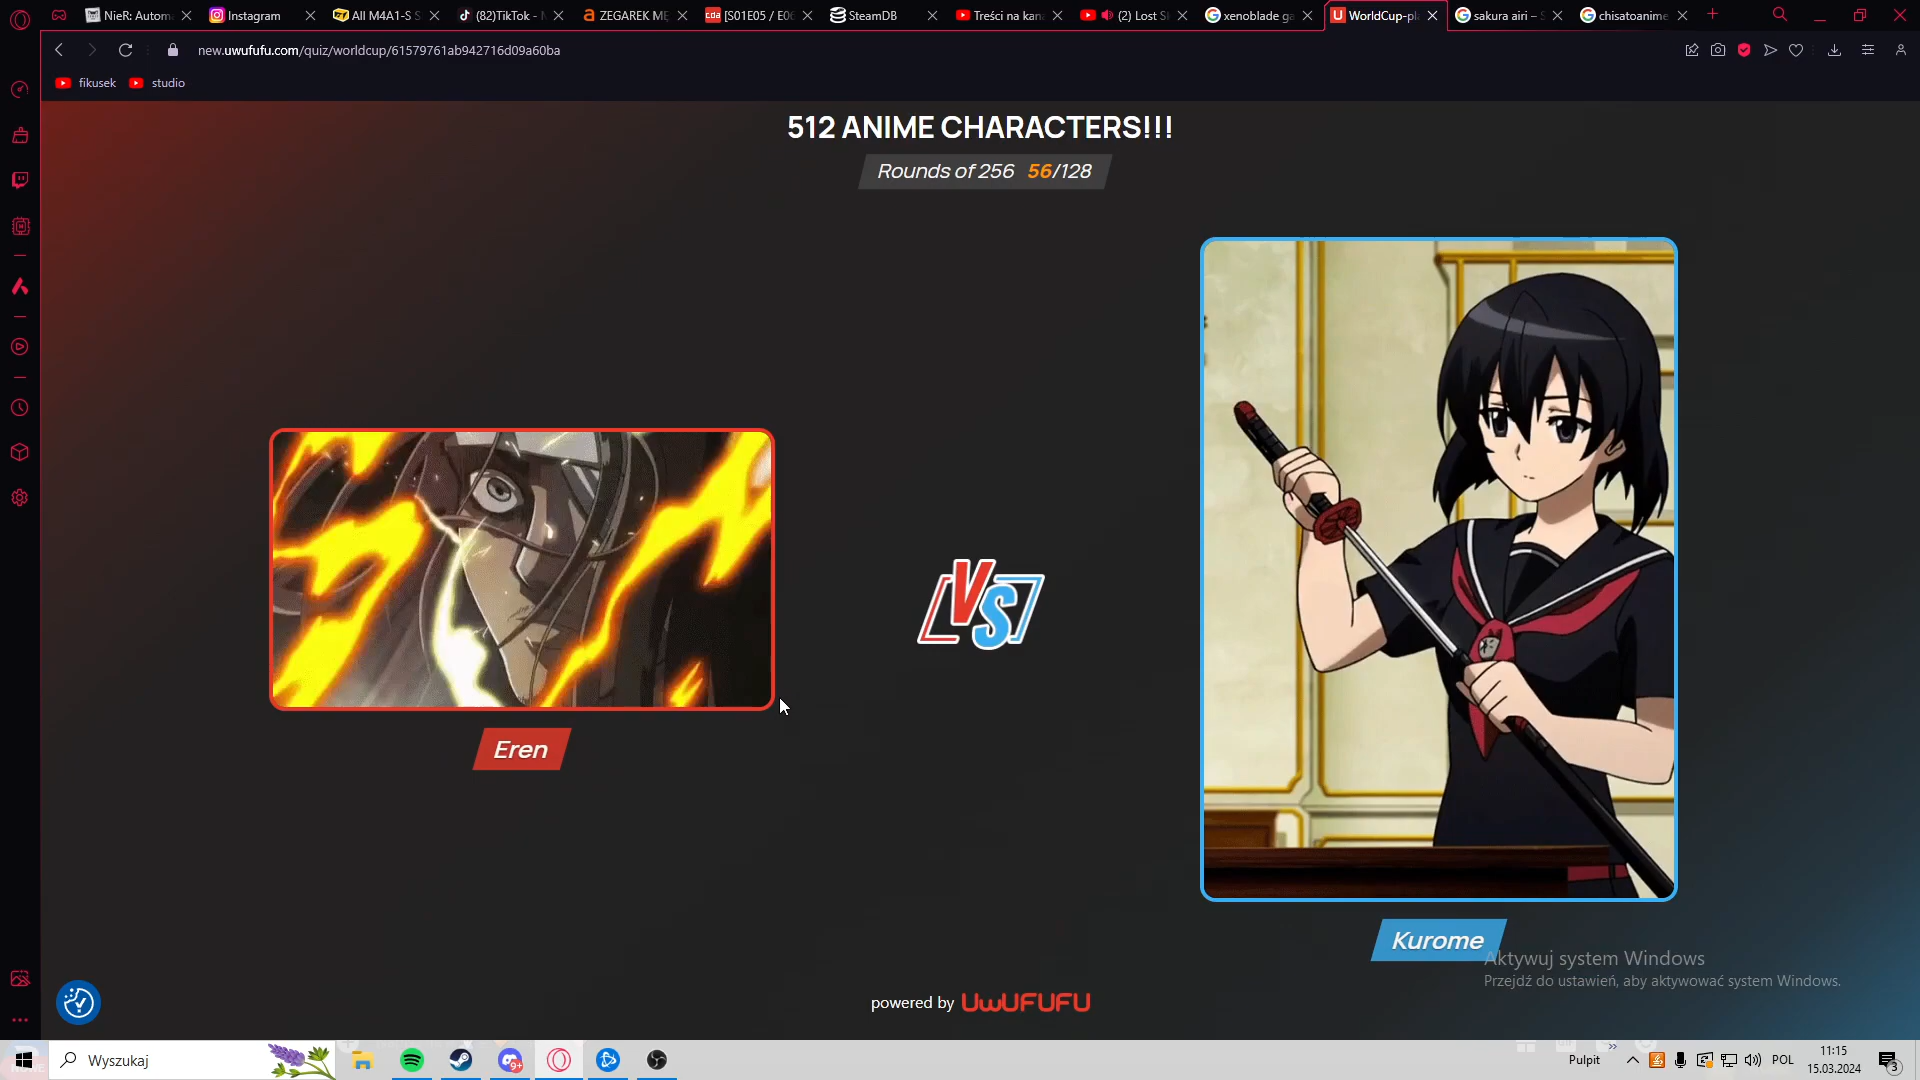 NieR: Autom
Instagram
All M4A1-S S
(82)TikTok - 
ZEGAREK MĘ
cda
[S01E05 / E0
SteamDB
Treści na kan
(2) Lost S
xenoblade ga
U
WorldCup-pl
sakura airi – S
chisatoanime
new.uwufufu.com/quiz/worldcup/61579761ab942716d09a60ba
fikusek
studio
512 ANIME CHARACTERS!!!
Rounds of 256 56/128
VS
Eren
Kurome
Aktywuj system Windows
Przejdź do ustawień, aby aktywować system Windows.
powered by UwUFUFU
Wyszukaj
9+
Pulpit
POL
11:15
15.03.2024
3